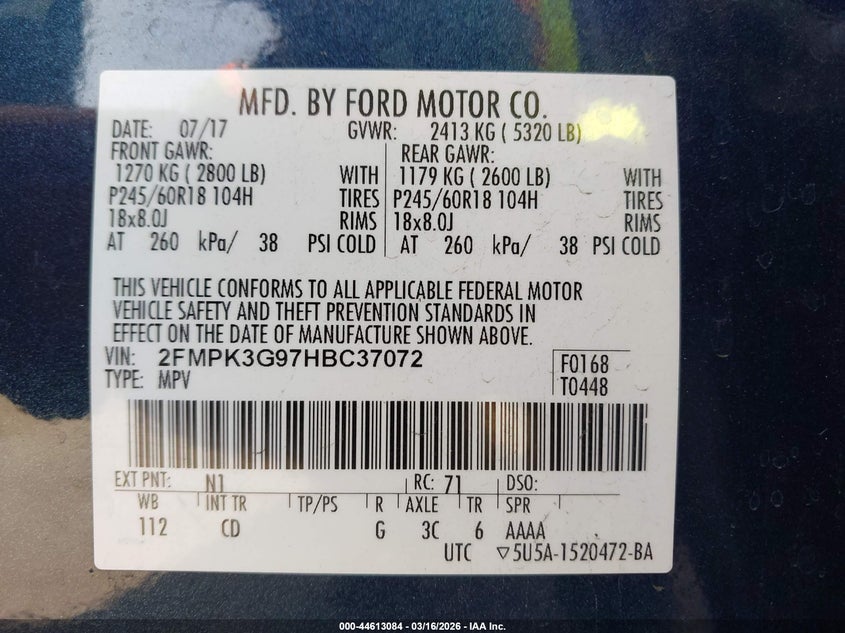 MFD. BY FORD MOTOR CO.
DATE: 07/17 GVWR: 2413 KG ( 5320 LB)
FRONT GAWR: REAR GAWR:
1270 KG ( 2800 LB) WITH 1179 KG ( 2600 LB) WITH
P245/60R18 104H TIRES P245/60R18 104H TIRES
18x8.0J RIMS 18x8.0J RIMS
AT 260 kPa/ 38 PSI COLD AT 260 kPa/ 38 PSI COLD
THIS VEHICLE CONFORMS TO ALL APPLICABLE FEDERAL MOTOR
VEHICLE SAFETY AND THEFT PREVENTION STANDARDS IN
EFFECT ON THE DATE OF MANUFACTURE SHOWN ABOVE.
VIN: 2FMPK3G97HBC37072 F0168
TYPE: MPV T0448
EXT PNT: N1 RC: 71 DSO:
WB INT TR TP/PS R AXLE TR SPR
112 CD G 3C 6 AAAA
UTC ▽5U5A-1520472-BA
000-44613084 - 03/16/2026 - IAA Inc.